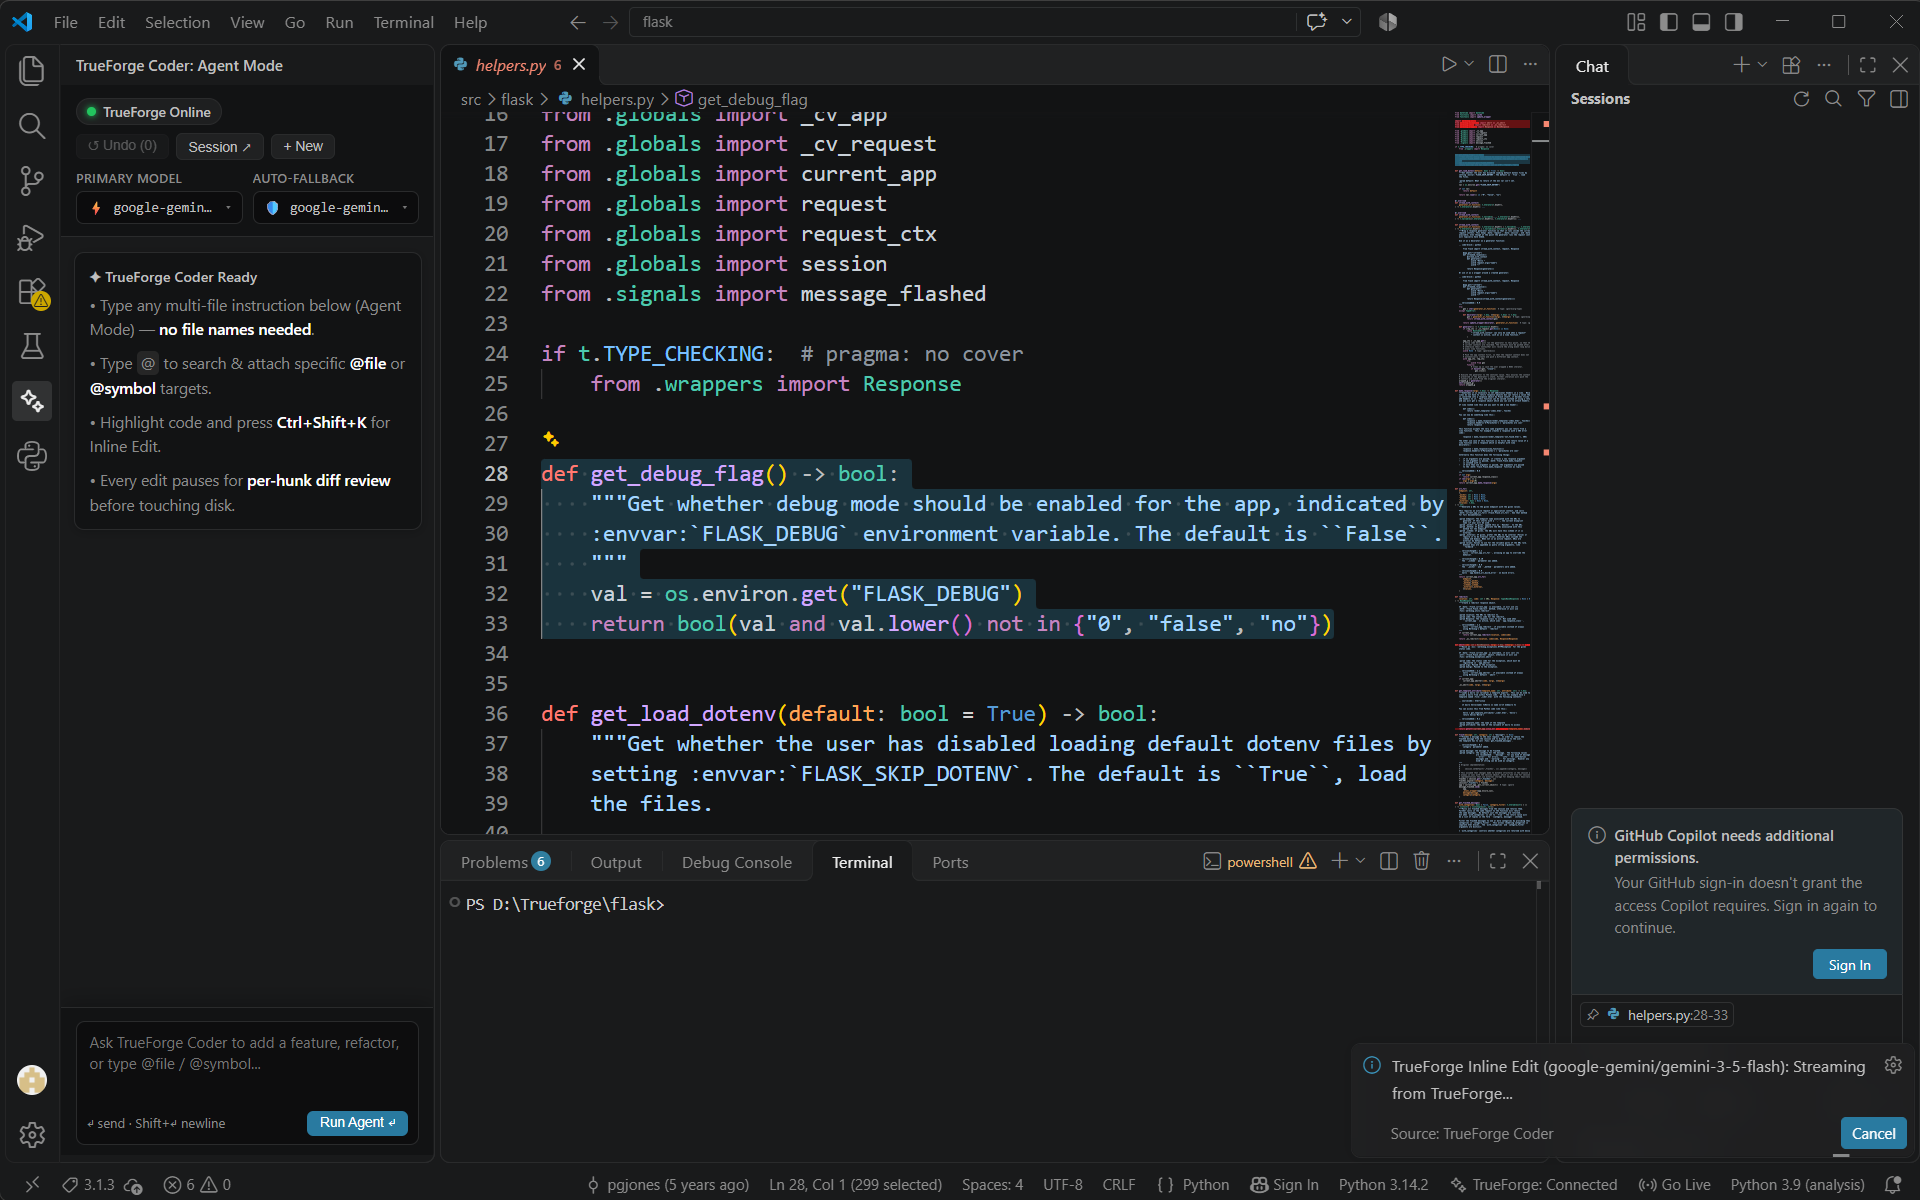 File Edit Selection View Go Run Terminal Help
flask
TrueForge Coder: Agent Mode
TrueForge Online
↺ Undo (0)
Session ↗
+ New
PRIMARY MODEL
AUTO-FALLBACK
google-gemin...
google-gemin...
✦ TrueForge Coder Ready
• Type any multi-file instruction below (Agent
Mode) — no file names needed.
• Type @ to search & attach specific @file or
@symbol targets.
• Highlight code and press Ctrl+Shift+K for
Inline Edit.
• Every edit pauses for per-hunk diff review
before touching disk.
Ask TrueForge Coder to add a feature, refactor,
or type @file / @symbol...
↵ send · Shift+↵ newline
Run Agent ↵
helpers.py 6
src > flask > helpers.py > get_debug_flag
16 from .globals import _cv_app
17 from .globals import _cv_request
18 from .globals import current_app
19 from .globals import request
20 from .globals import request_ctx
21 from .globals import session
22 from .signals import message_flashed
23
24 if t.TYPE_CHECKING:  # pragma: no cover
25     from .wrappers import Response
26
27
28 def get_debug_flag() -> bool:
29     """Get whether debug mode should be enabled for the app, indicated by
30     :envvar:`FLASK_DEBUG` environment variable. The default is ``False``.
31     """
32     val = os.environ.get("FLASK_DEBUG")
33     return bool(val and val.lower() not in {"0", "false", "no"})
34
35
36 def get_load_dotenv(default: bool = True) -> bool:
37     """Get whether the user has disabled loading default dotenv files by
38     setting :envvar:`FLASK_SKIP_DOTENV`. The default is ``True``, load
39     the files.
40
Problems 6
Output
Debug Console
Terminal
Ports
powershell
PS D:\Trueforge\flask>
Chat
Sessions
GitHub Copilot needs additional
permissions.
Your GitHub sign-in doesn't grant the
access Copilot requires. Sign in again to
continue.
Sign In
helpers.py:28-33
TrueForge Inline Edit (google-gemini/gemini-3-5-flash): Streaming
from TrueForge...
Source: TrueForge Coder
Cancel
3.1.3
6
0
pgjones (5 years ago)
Ln 28, Col 1 (299 selected)
Spaces: 4
UTF-8
CRLF
{ } Python
Sign In
Python 3.14.2
TrueForge: Connected
Go Live
Python 3.9 (analysis)